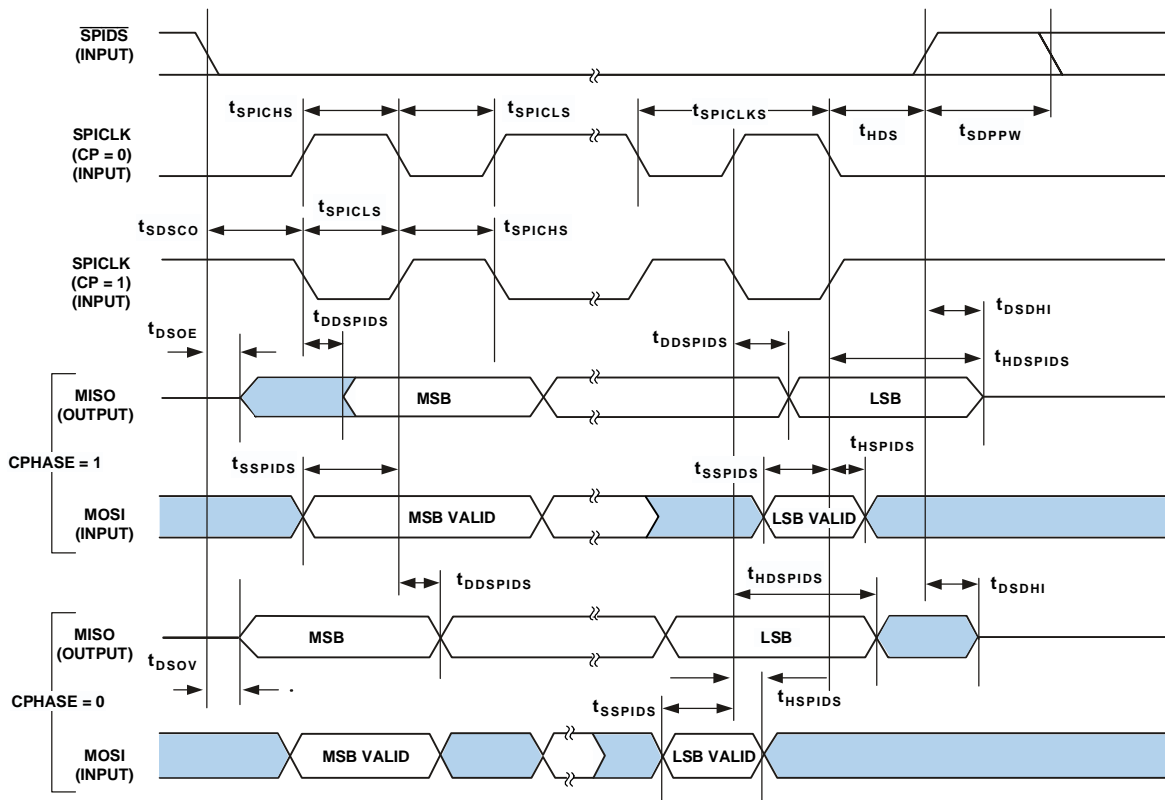 SPIDS
(INPUT)
tSPICHS
tSPICLS
tSPICLKS
tHDS
tSDPPW
SPICLK
(CP = 0)
(INPUT)
tSPICLS
tSDSCO
tSPICHS
SPICLK
(CP = 1)
(INPUT)
tDSOE
tDDSPIDS
tDDSPIDS
tDSDHI
tHDSPIDS
MISO
(OUTPUT)
MSB
LSB
CPHASE = 1
tSSPIDS
tSSPIDS
tHSPIDS
MOSI
(INPUT)
MSB VALID
LSB VALID
tDDSPIDS
tHDSPIDS
tDSDHI
MISO
(OUTPUT)
MSB
LSB
tDSOV
CPHASE = 0
tSSPIDS
tHSPIDS
MOSI
(INPUT)
MSB VALID
LSB VALID